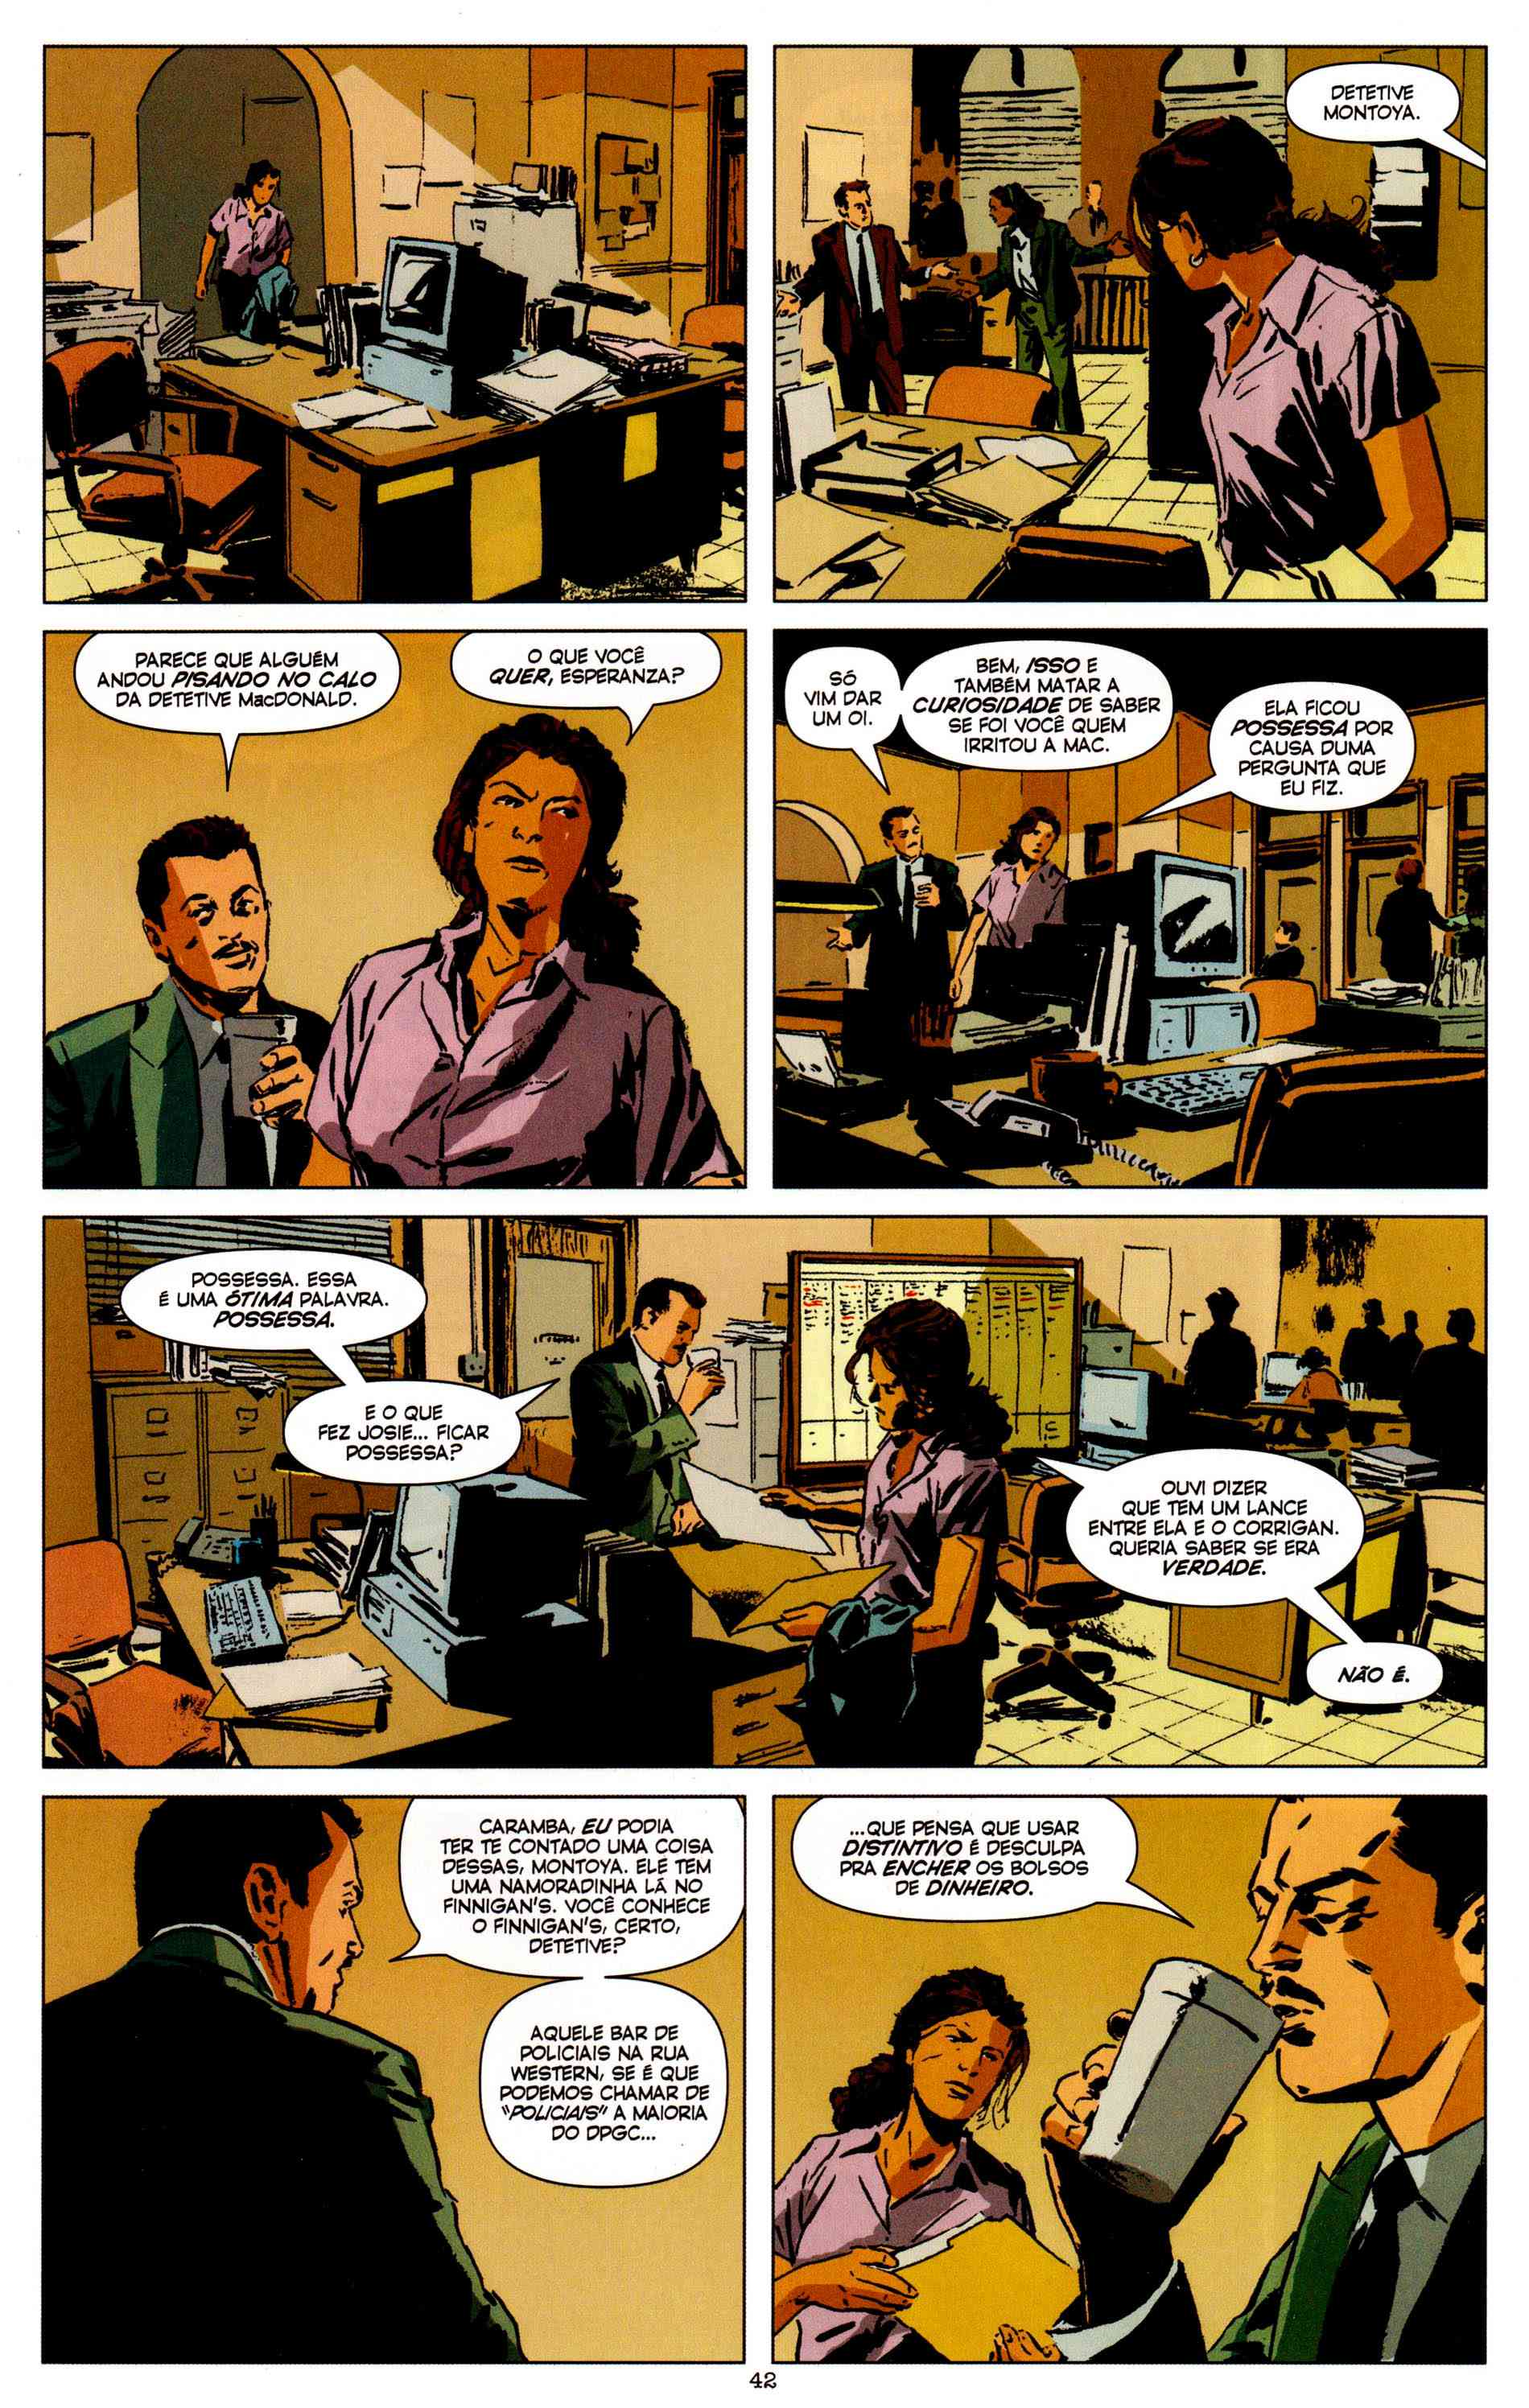 DETETIVE
MONTOYA.
PARECE QUE ALGUÉM
ANDOU PISANDO NO CALO
DA DETETIVE MacDONALD.
O QUE VOCÊ
QUER, ESPERANZA?
SÓ
VIM DAR
UM OI.
BEM, ISSO E
TAMBÉM MATAR A
CURIOSIDADE DE SABER
SE FOI VOCÊ QUEM
IRRITOU A MAC.
ELA FICOU
POSSESSA POR
CAUSA DUMA
PERGUNTA QUE
EU FIZ.
POSSESSA. ESSA
É UMA ÓTIMA PALAVRA.
POSSESSA.
E O QUE
FEZ JOSIE... FICAR
POSSESSA?
OUVI DIZER
QUE TEM UM LANCE
ENTRE ELA E O CORRIGAN.
QUERIA SABER SE ERA
VERDADE.
NÃO É.
CARAMBA, EU PODIA
TER TE CONTADO UMA COISA
DESSAS, MONTOYA. ELE TEM
UMA NAMORADINHA LÁ NO
FINNIGAN'S. VOCÊ CONHECE
O FINNIGAN'S, CERTO,
DETETIVE?
AQUELE BAR DE
POLICIAIS NA RUA
WESTERN, SE É QUE
PODEMOS CHAMAR DE
"POLICIAIS" A MAIORIA
DO DPGC...
...QUE PENSA QUE USAR
DISTINTIVO É DESCULPA
PRA ENCHER OS BOLSOS
DE DINHEIRO.
42